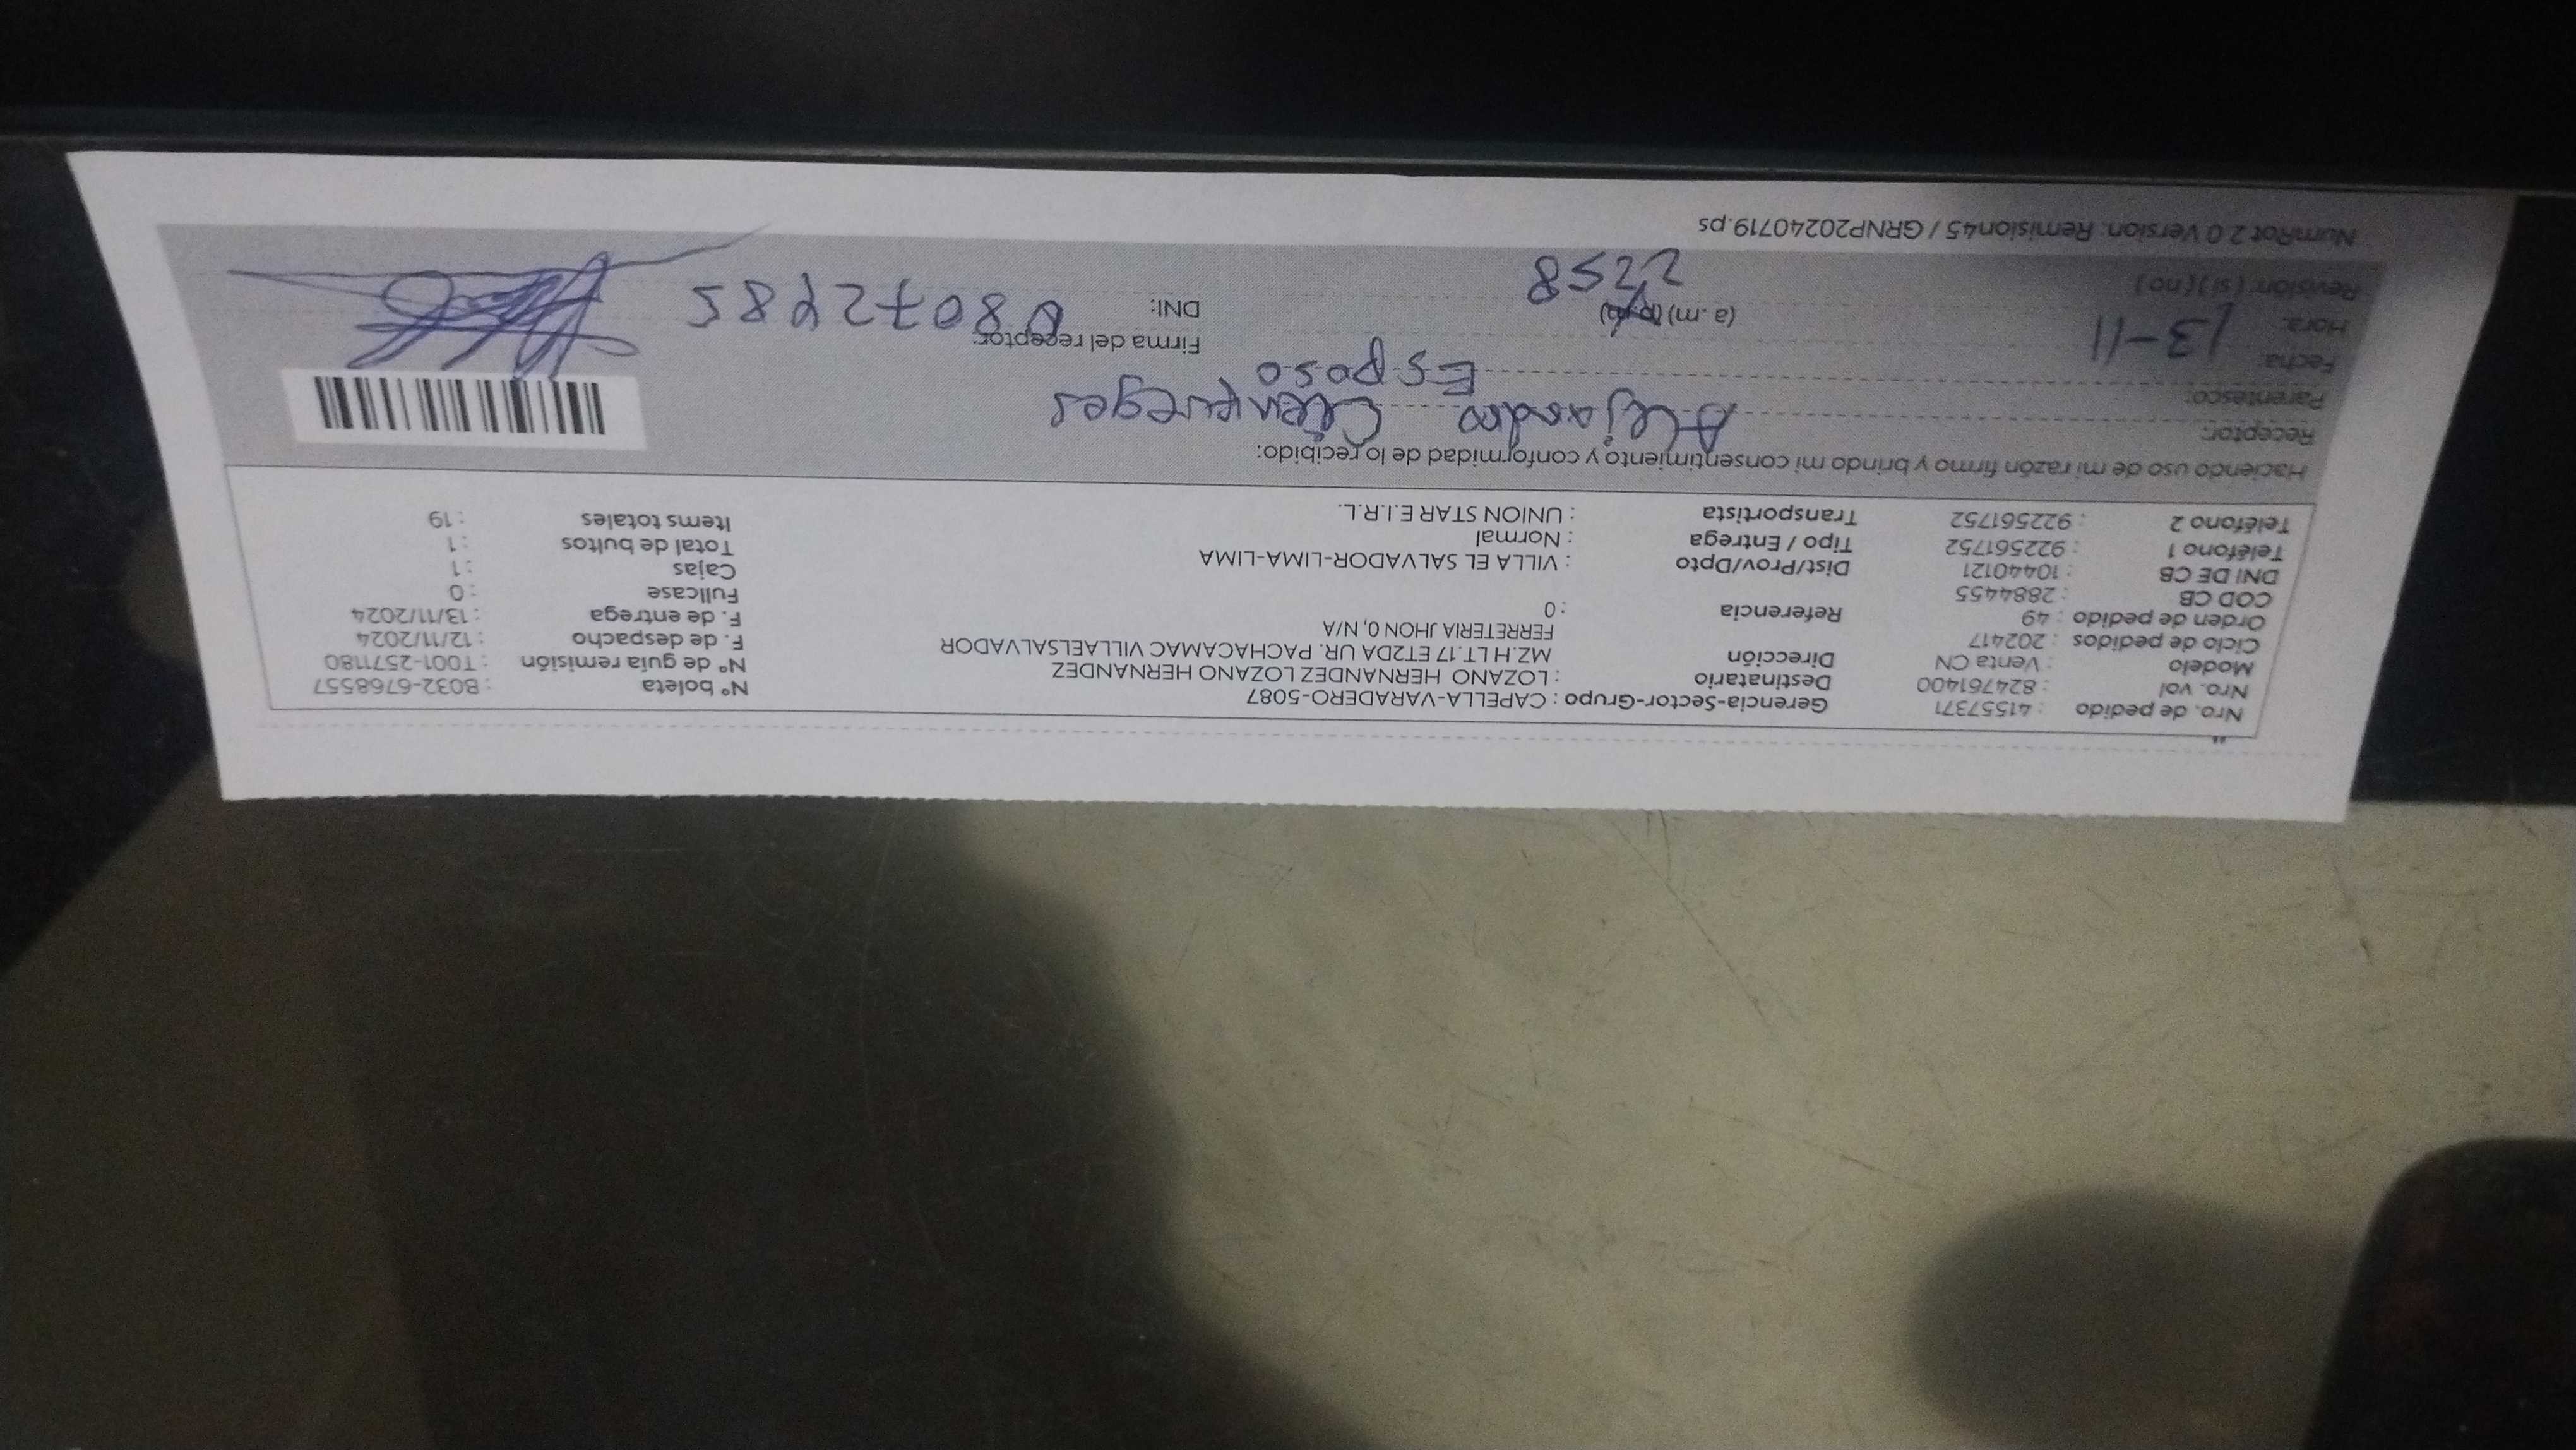 Nro. de pedido : 41557371 Gerencia-Sector-Grupo : CAPELLA-VARADERO-5087 N° boleta : B032-6768557
Nro. vol : 824761400 Destinatario : LOZANO HERNANDEZ LOZANO HERNANDEZ N° de guía remisión : T001-2571180
Modelo : Venta CN Dirección MZ.H LT.17 ET2DA UR. PACHACAMAC VILLAELSALVADOR F. de despacho : 12/11/2024
Ciclo de pedidos : 202417 FERRETERIA JHON 0, N/A F. de entrega : 13/11/2024
Orden de pedido : 49 Referencia : 0 Fullcase : 0
COD CB : 2884455 Cajas : 1
DNI DE CB : 10440121 Dist/Prov/Dpto : VILLA EL SALVADOR-LIMA-LIMA Total de bultos : 1
Teléfono 1 : 922561752 Tipo / Entrega : Normal Items totales : 19
Teléfono 2 : 922561752 Transportista : UNION STAR E.I.R.L.
Haciendo uso de mi razón firmo y brindo mi consentimiento y conformidad de lo recibido:
Receptor: Alejandro
Parentesco: Esposo
Fecha: 13-11 Firma del receptor:
Hora: (a.m) (p.m) 2258 DNI: 08072485
Revisión: (si) (no)
NumRot 2.0 Version: Remision45 / GRNP20240719.ps